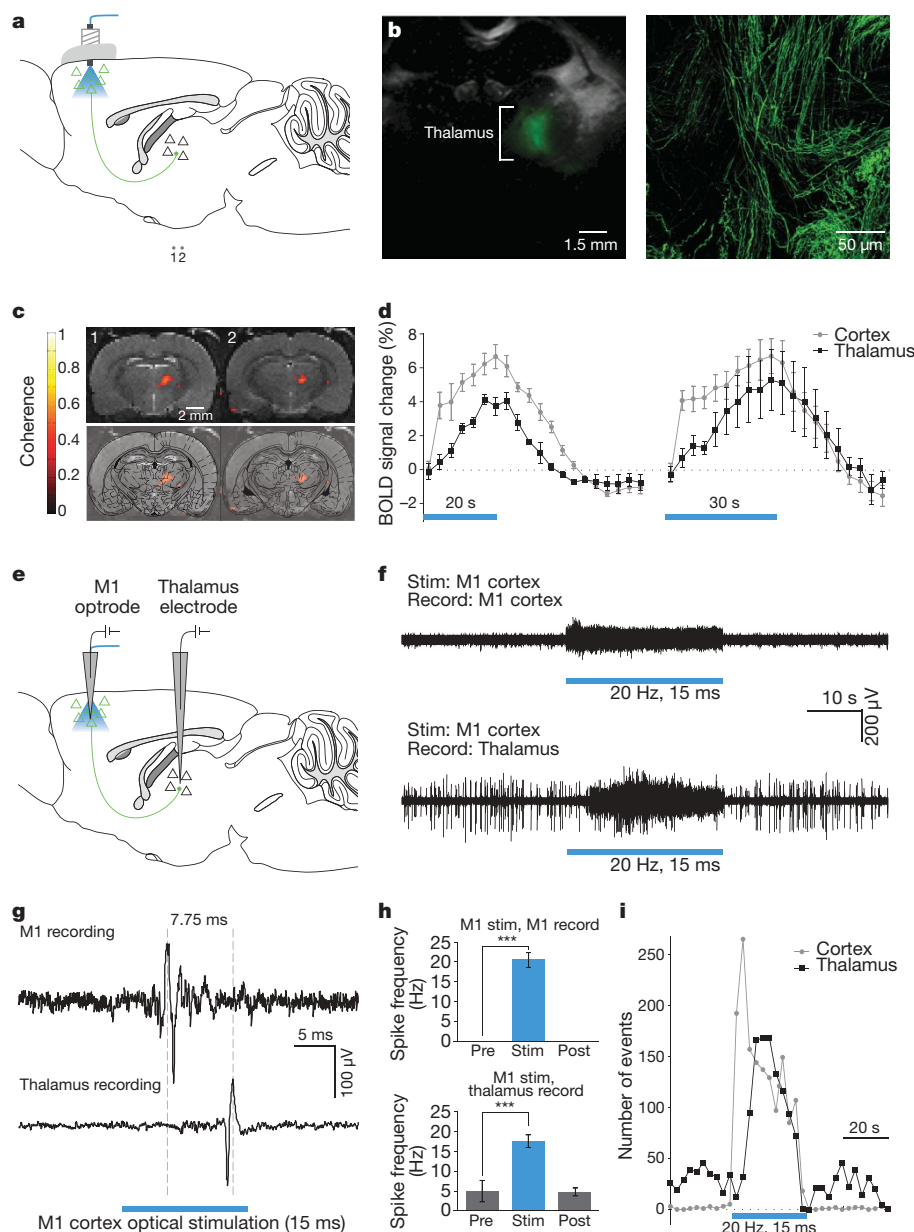 a
12
b
Thalamus
1.5 mm
50 µm
c
Coherence
1
0.8
0.6
0.4
0.2
0
1
2
2 mm
d
BOLD signal change (%)
8
6
4
2
0
−2
Cortex
Thalamus
20 s
30 s
e
M1
optrode
Thalamus
electrode
f
Stim: M1 cortex
Record: M1 cortex
20 Hz, 15 ms
10 s
200 µV
Stim: M1 cortex
Record: Thalamus
20 Hz, 15 ms
g
M1 recording
7.75 ms
5 ms
100 µV
Thalamus recording
M1 cortex optical stimulation (15 ms)
h
M1 stim, M1 record
***
Spike frequency
(Hz)
25
20
15
10
5
0
Pre
Stim
Post
M1 stim,
thalamus record
***
Spike frequency
(Hz)
25
20
15
10
5
0
Pre
Stim
Post
i
Number of events
250
200
150
100
50
0
Cortex
Thalamus
20 s
20 Hz, 15 ms